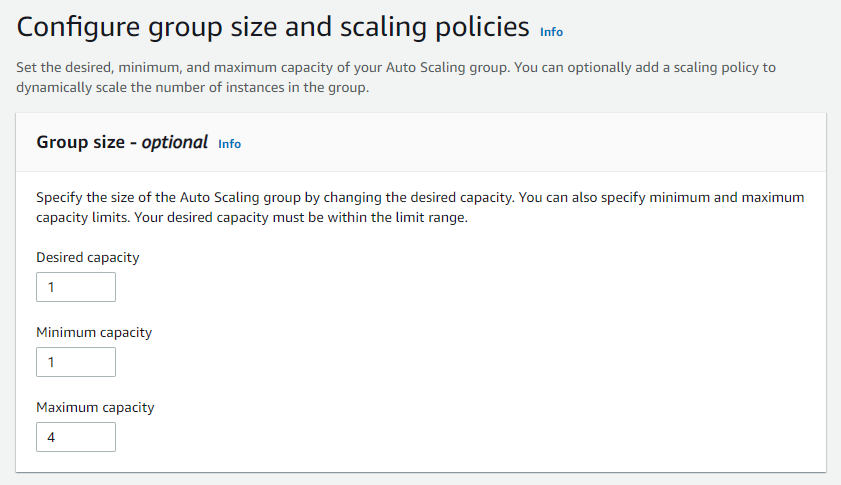 Configure group size and scaling policies Info
Set the desired, minimum, and maximum capacity of your Auto Scaling group. You can optionally add a scaling policy to
dynamically scale the number of instances in the group.
Group size - optional Info
Specify the size of the Auto Scaling group by changing the desired capacity. You can also specify minimum and maximum
capacity limits. Your desired capacity must be within the limit range.
Desired capacity
1
Minimum capacity
1
Maximum capacity
4